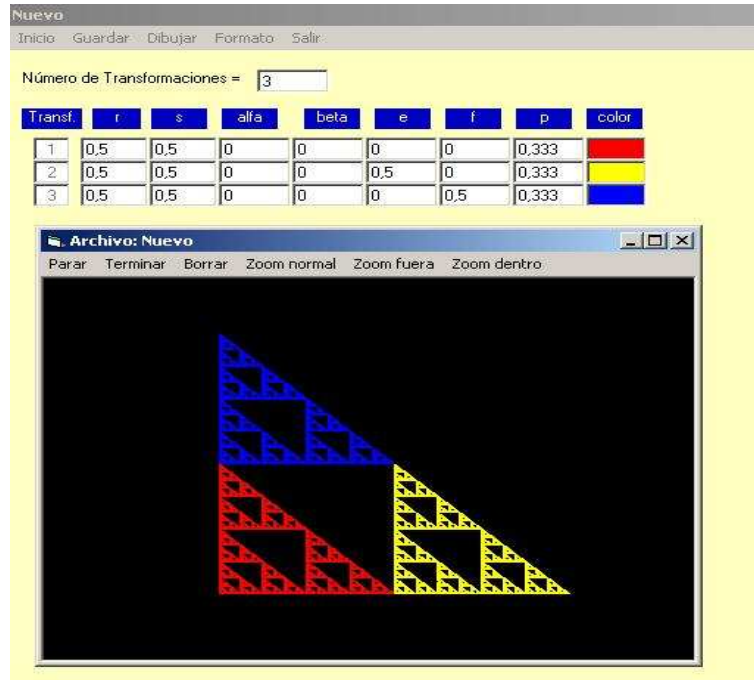 Nuevo
Inicio Guardar Dibujar Formato Salir
Número de Transformaciones = 3
Transf. r s alfa beta e f p color
1 0,5 0,5 0 0 0 0 0,333
2 0,5 0,5 0 0 0,5 0 0,333
3 0,5 0,5 0 0 0 0,5 0,333
Archivo: Nuevo
Parar Terminar Borrar Zoom normal Zoom fuera Zoom dentro